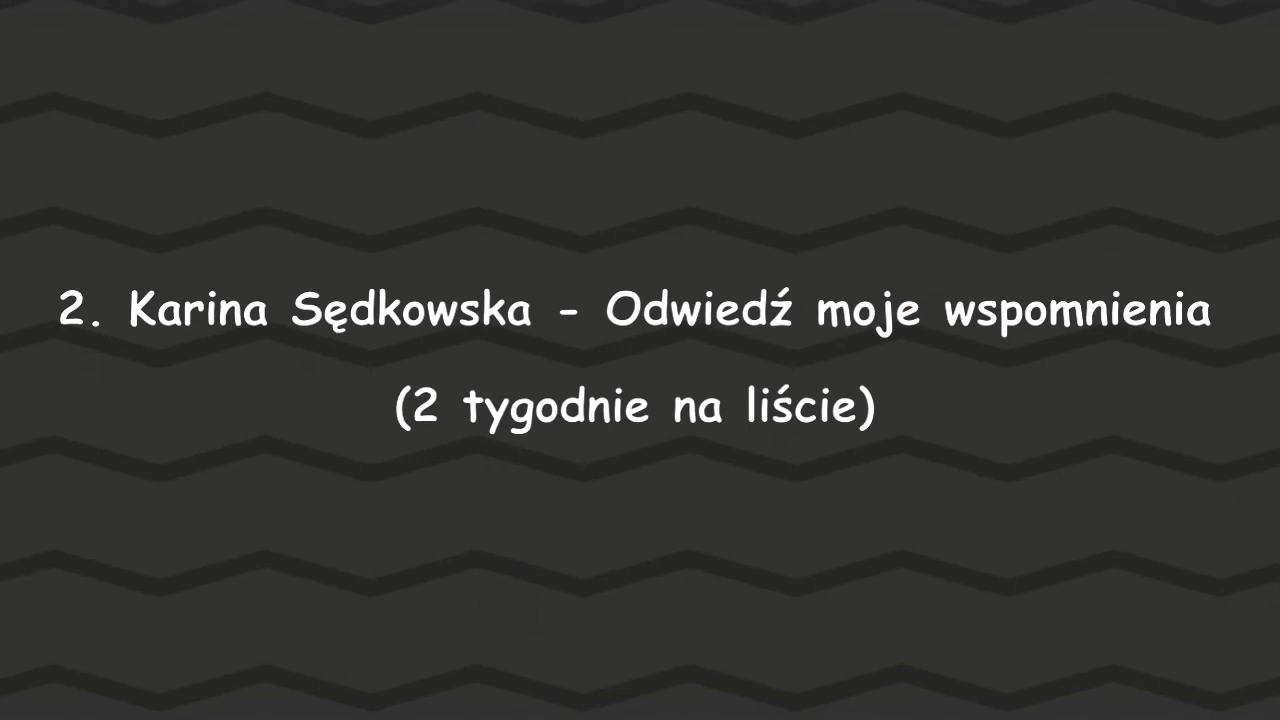 2. Karina Sędkowska - Odwiedź moje wspomnienia
(2 tygodnie na liście)